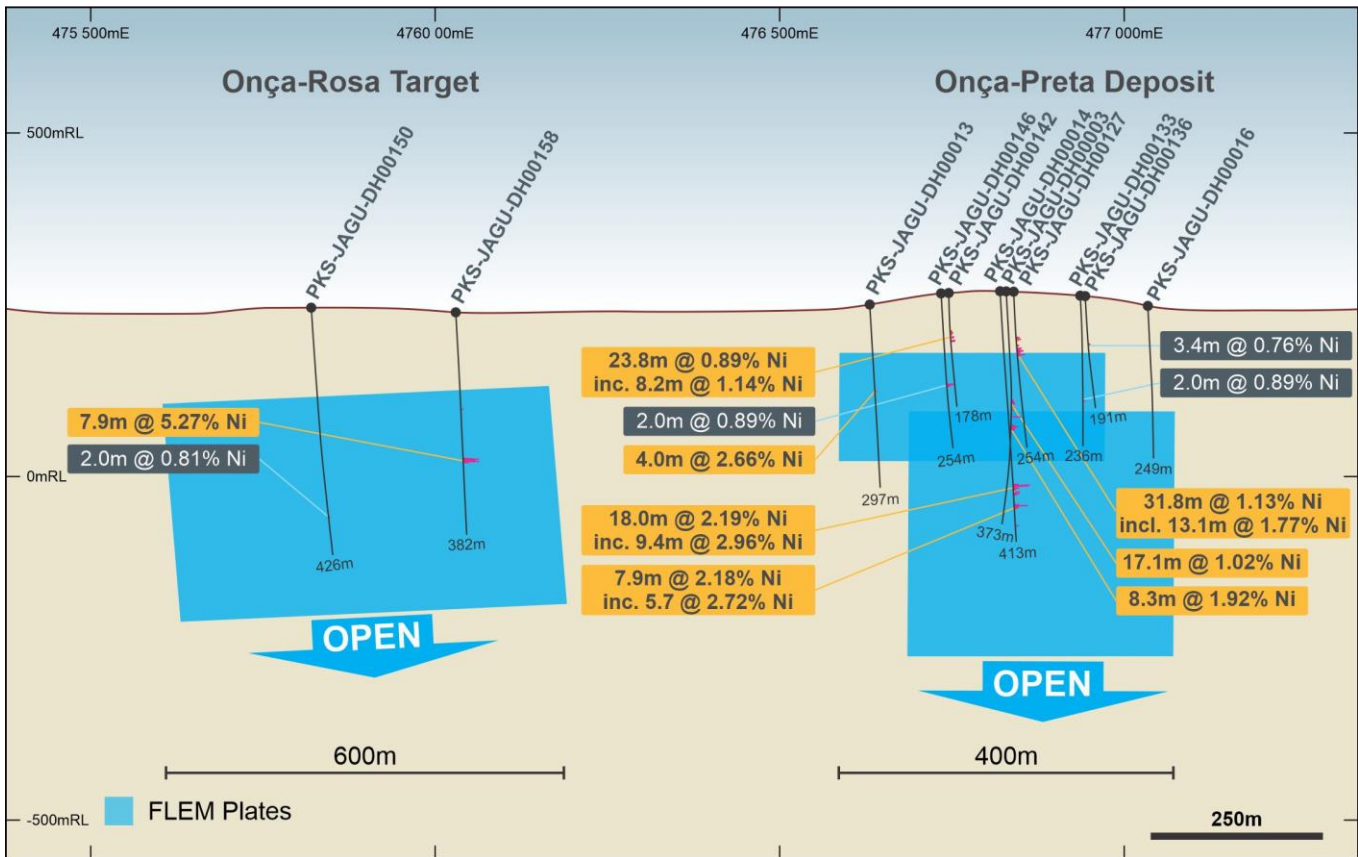 475 500mE
4760 00mE
476 500mE
477 000mE
Onça-Rosa Target
Onça-Preta Deposit
500mRL
PKS-JAGU-DH00150
PKS-JAGU-DH00158
PKS-JAGU-DH00013
PKS-JAGU-DH00146
PKS-JAGU-DH00142
PKS-JAGU-DH00014
PKS-JAGU-DH00003
PKS-JAGU-DH00127
PKS-JAGU-DH00133
PKS-JAGU-DH00136
PKS-JAGU-DH00016
7.9m @ 5.27% Ni
2.0m @ 0.81% Ni
426m
382m
23.8m @ 0.89% Ni
inc. 8.2m @ 1.14% Ni
2.0m @ 0.89% Ni
4.0m @ 2.66% Ni
18.0m @ 2.19% Ni
inc. 9.4m @ 2.96% Ni
7.9m @ 2.18% Ni
inc. 5.7 @ 2.72% Ni
297m
178m
254m
254m
373m
413m
236m
191m
249m
3.4m @ 0.76% Ni
2.0m @ 0.89% Ni
31.8m @ 1.13% Ni
incl. 13.1m @ 1.77% Ni
17.1m @ 1.02% Ni
8.3m @ 1.92% Ni
0mRL
OPEN
OPEN
600m
400m
FLEM Plates
250m
-500mRL